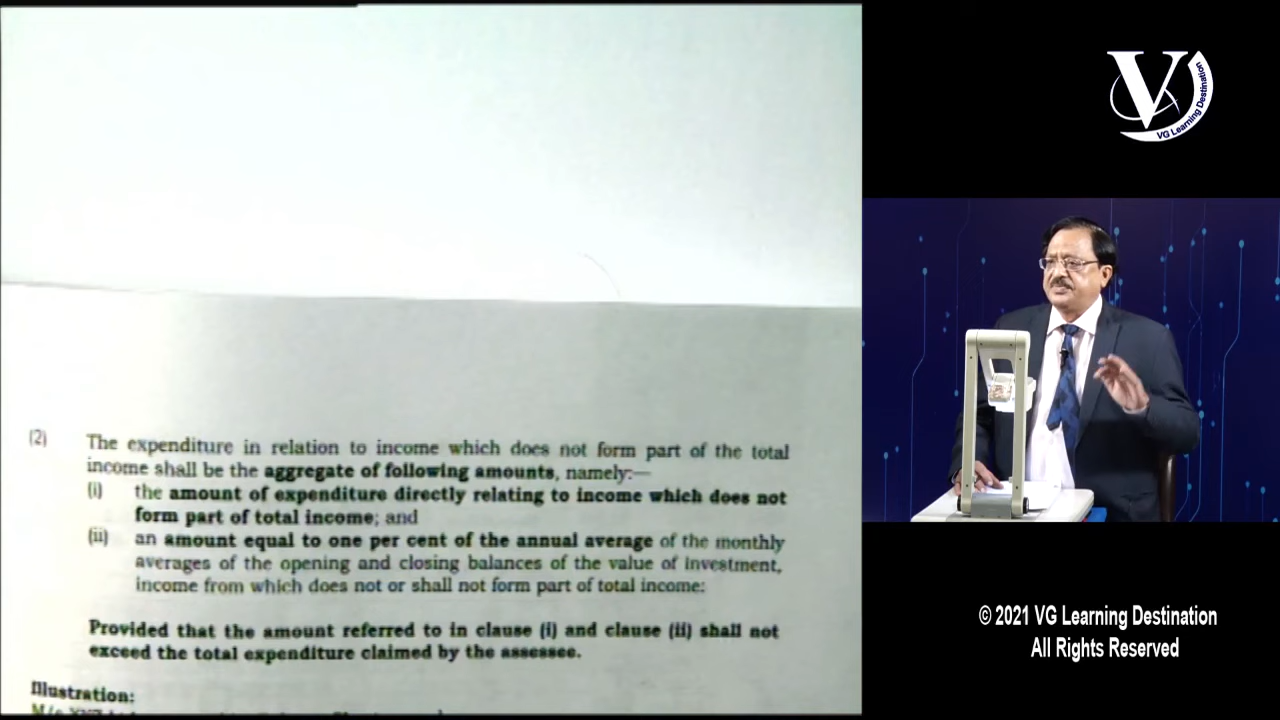 (2) The expenditure in relation to income which does not form part of the total
income shall be the aggregate of following amounts, namely:—
(i) the amount of expenditure directly relating to income which does not
form part of total income; and
(ii) an amount equal to one per cent of the annual average of the monthly
averages of the opening and closing balances of the value of investment,
income from which does not or shall not form part of total income:
Provided that the amount referred to in clause (i) and clause (ii) shall not
exceed the total expenditure claimed by the assessee.
Illustration:
V
VG Learning Destination
© 2021 VG Learning Destination
All Rights Reserved